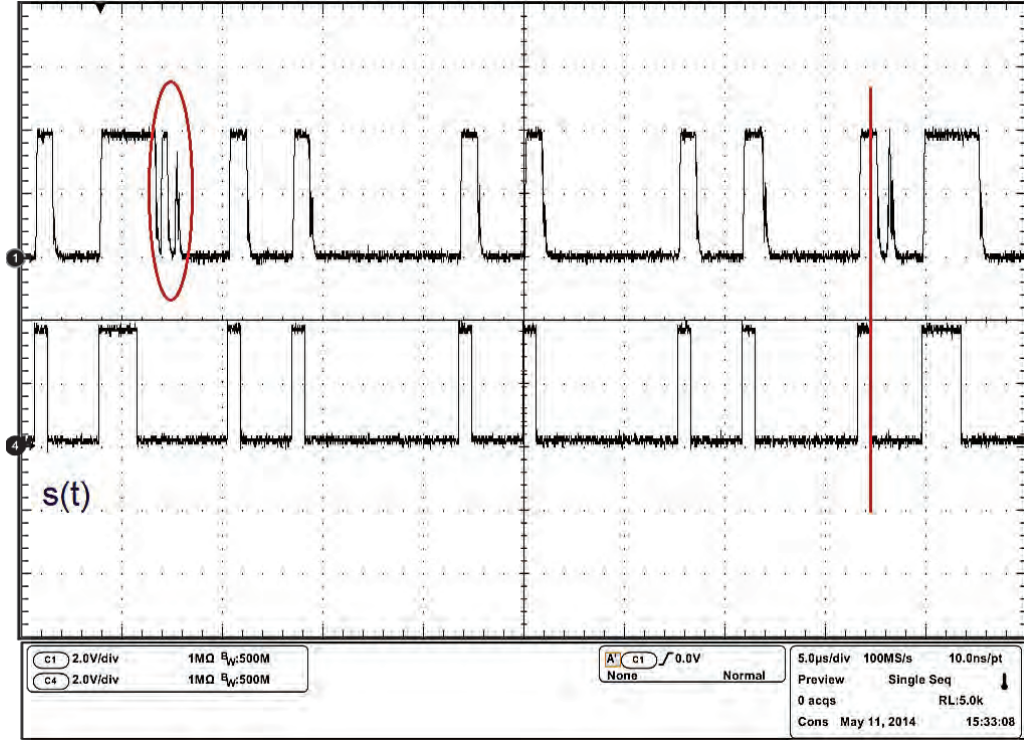 1
4
s(t)
C1 2.0V/div 1MΩ BW:500M
C4 2.0V/div 1MΩ BW:500M
A' C1 0.0V
None Normal
5.0µs/div 100MS/s 10.0ns/pt
Preview Single Seq
0 acqs RL:5.0k
Cons May 11, 2014 15:33:08